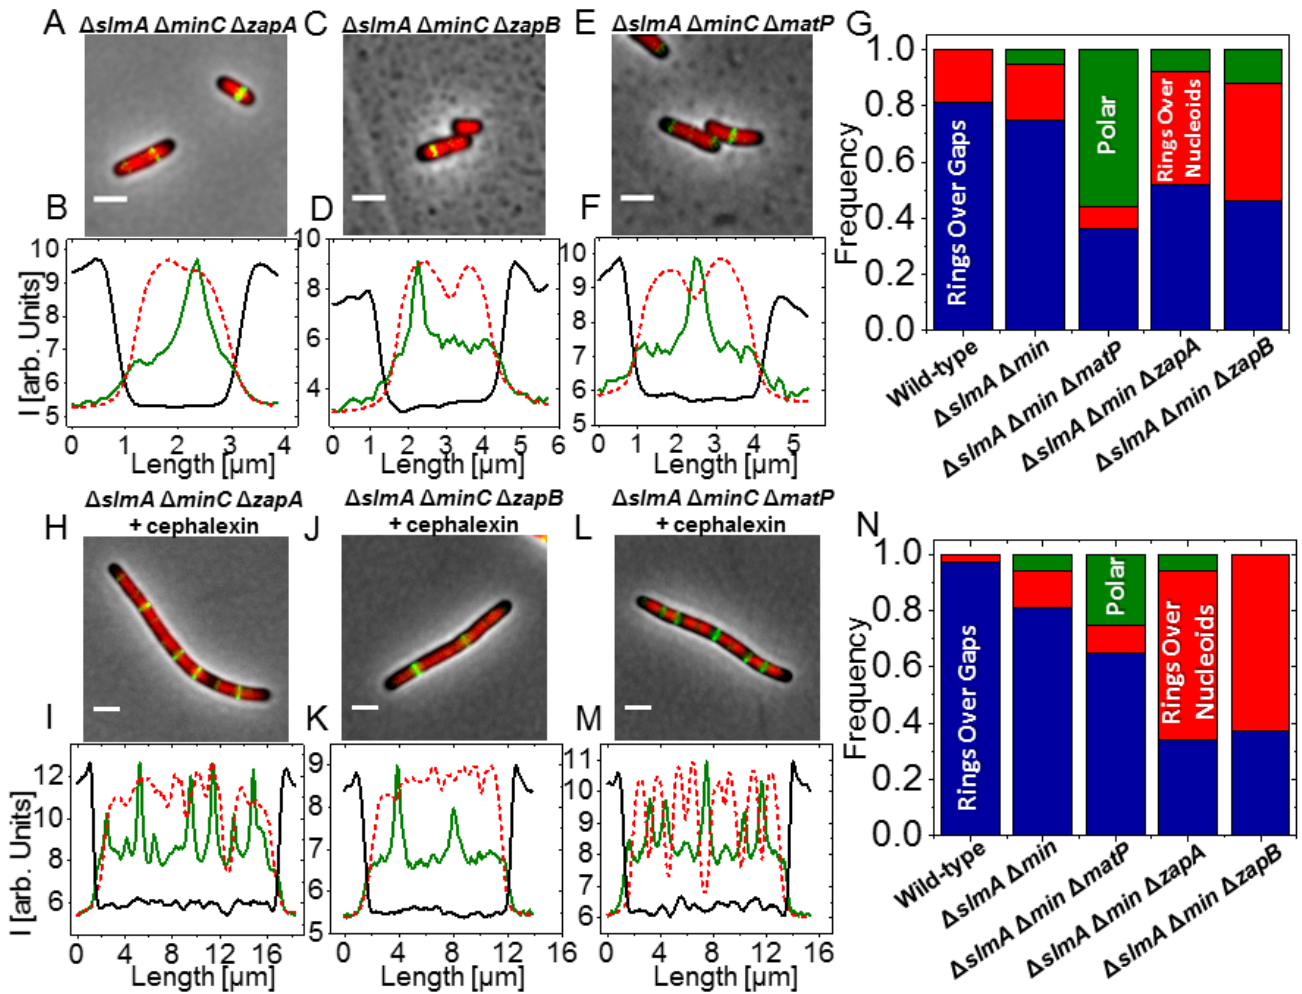 A ΔslmA ΔminC ΔzapA
C ΔslmA ΔminC ΔzapB
E ΔslmA ΔminC ΔmatP
G
B
D
F
I [arb. Units]
10
9
8
7
6
5
0 1 2 3 4
Length [µm]
10
8
6
4
0 1 2 3 4 5 6
Length [µm]
10
9
8
7
6
5
0 1 2 3 4 5
Length [µm]
Frequency
1.0
0.8
0.6
0.4
0.2
0.0
Rings Over Gaps
Polar
Rings Over
Nucleoids
Wild-type
ΔslmA Δmin
ΔslmA Δmin ΔmatP
ΔslmA Δmin ΔzapA
ΔslmA Δmin ΔzapB
ΔslmA ΔminC ΔzapA
H + cephalexin
ΔslmA ΔminC ΔzapB
J + cephalexin
ΔslmA ΔminC ΔmatP
L + cephalexin
N
I
K
M
I [arb. Units]
12
10
8
6
0 4 8 12 16
Length [µm]
9
8
7
6
5
0 4 8 12 16
Length [µm]
11
10
9
8
7
6
0 4 8 12 16
Length [µm]
Frequency
1.0
0.8
0.6
0.4
0.2
0.0
Rings Over Gaps
Polar
Rings Over
Nucleoids
Wild-type
ΔslmA Δmin
ΔslmA Δmin ΔmatP
ΔslmA Δmin ΔzapA
ΔslmA Δmin ΔzapB